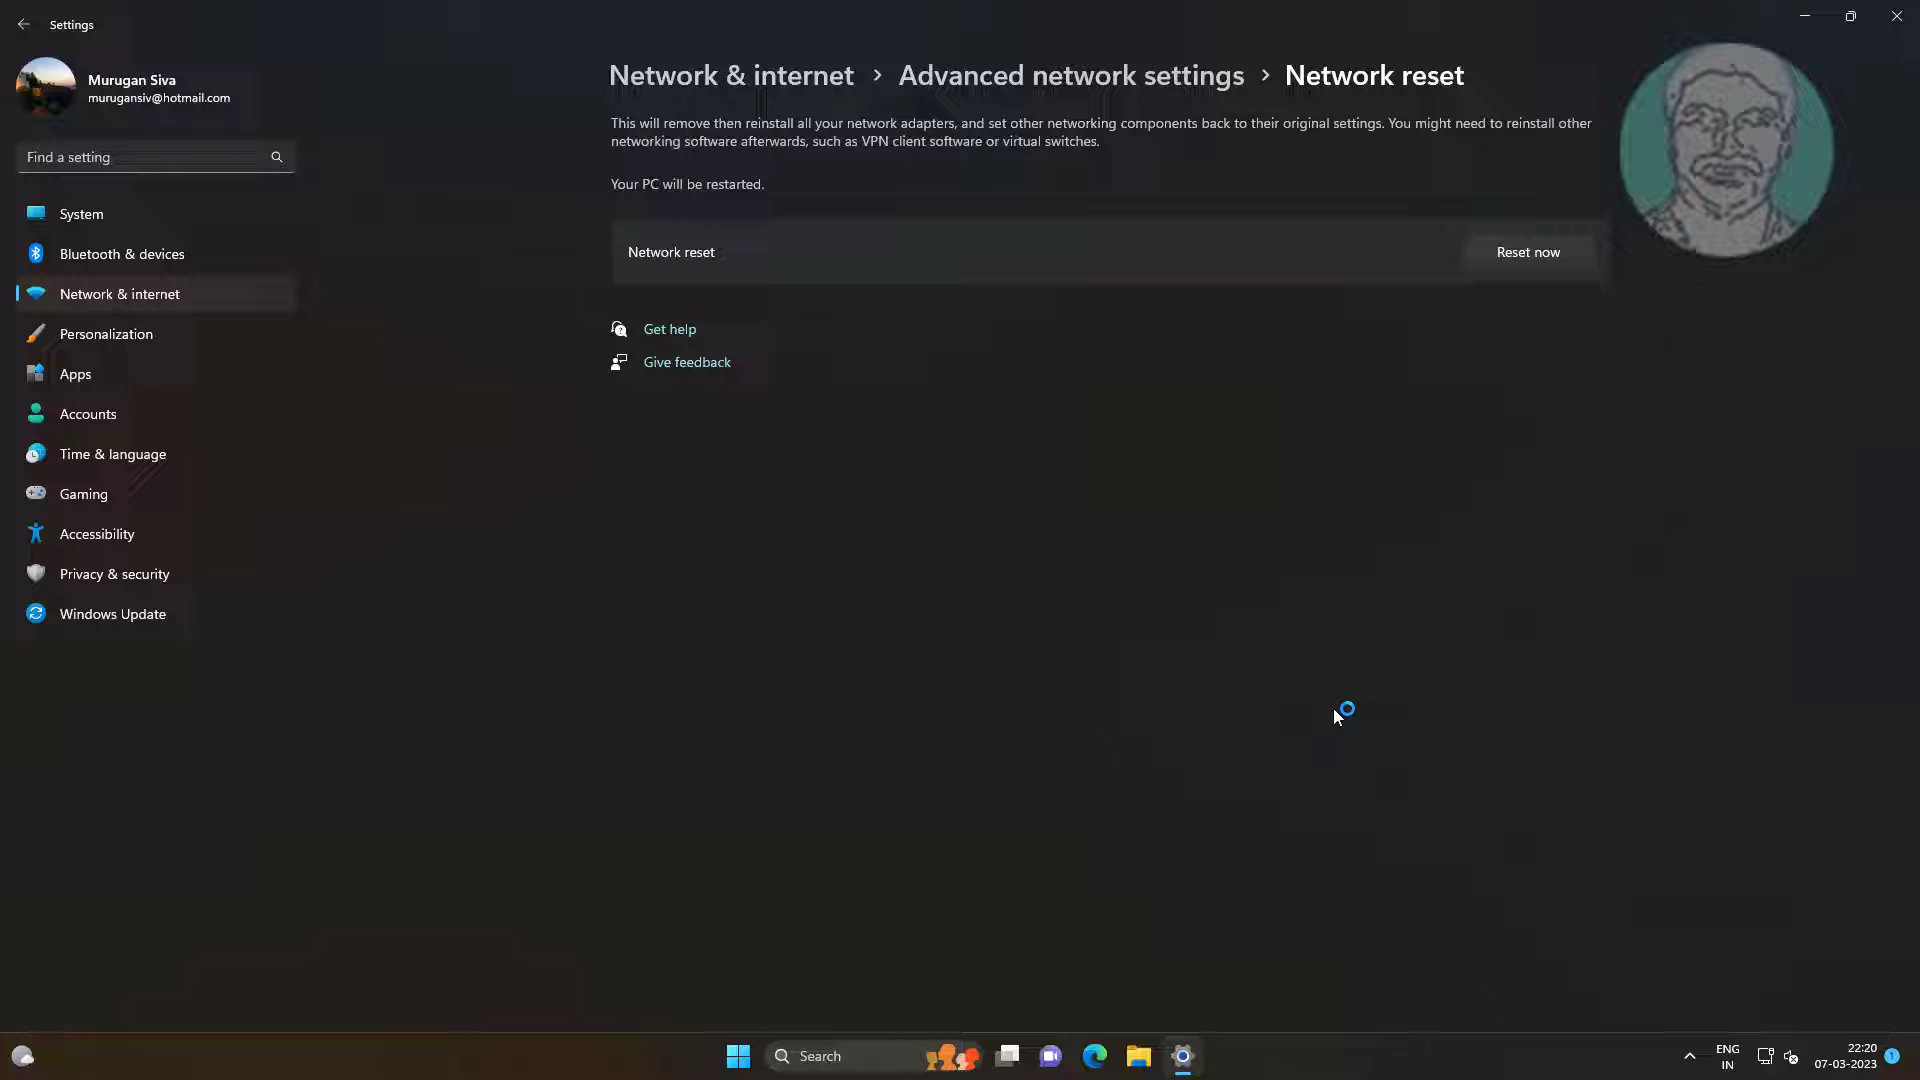 Settings
Murugan Siva
murugansiv@hotmail.com
Find a setting
System
Bluetooth & devices
Network & internet
Personalization
Apps
Accounts
Time & language
Gaming
Accessibility
Privacy & security
Windows Update
Network & internet > Advanced network settings > Network reset
This will remove then reinstall all your network adapters, and set other networking components back to their original settings. You might need to reinstall other
networking software afterwards, such as VPN client software or virtual switches.
Your PC will be restarted.
Network reset
Reset now
Get help
Give feedback
Search
ENG
IN
22:20
07-03-2023
1